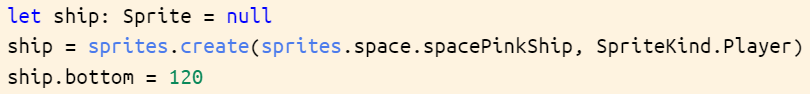 let ship: Sprite = null
ship = sprites.create(sprites.space.spacePinkShip, SpriteKind.Player)
ship.bottom = 120